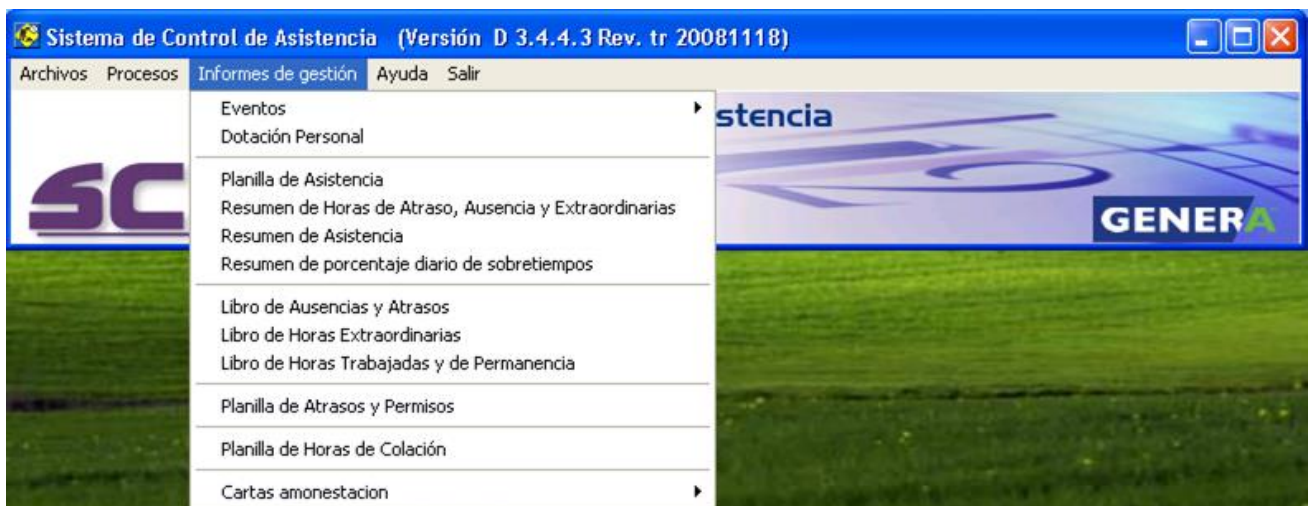 Sistema de Control de Asistencia (Versión D 3.4.4.3 Rev. tr 20081118)
Archivos Procesos Informes de gestión Ayuda Salir
Eventos
Dotación Personal
Planilla de Asistencia
Resumen de Horas de Atraso, Ausencia y Extraordinarias
Resumen de Asistencia
Resumen de porcentaje diario de sobretiempos
Libro de Ausencias y Atrasos
Libro de Horas Extraordinarias
Libro de Horas Trabajadas y de Permanencia
Planilla de Atrasos y Permisos
Planilla de Horas de Colación
Cartas amonestacion
stencia
SC
GENERA